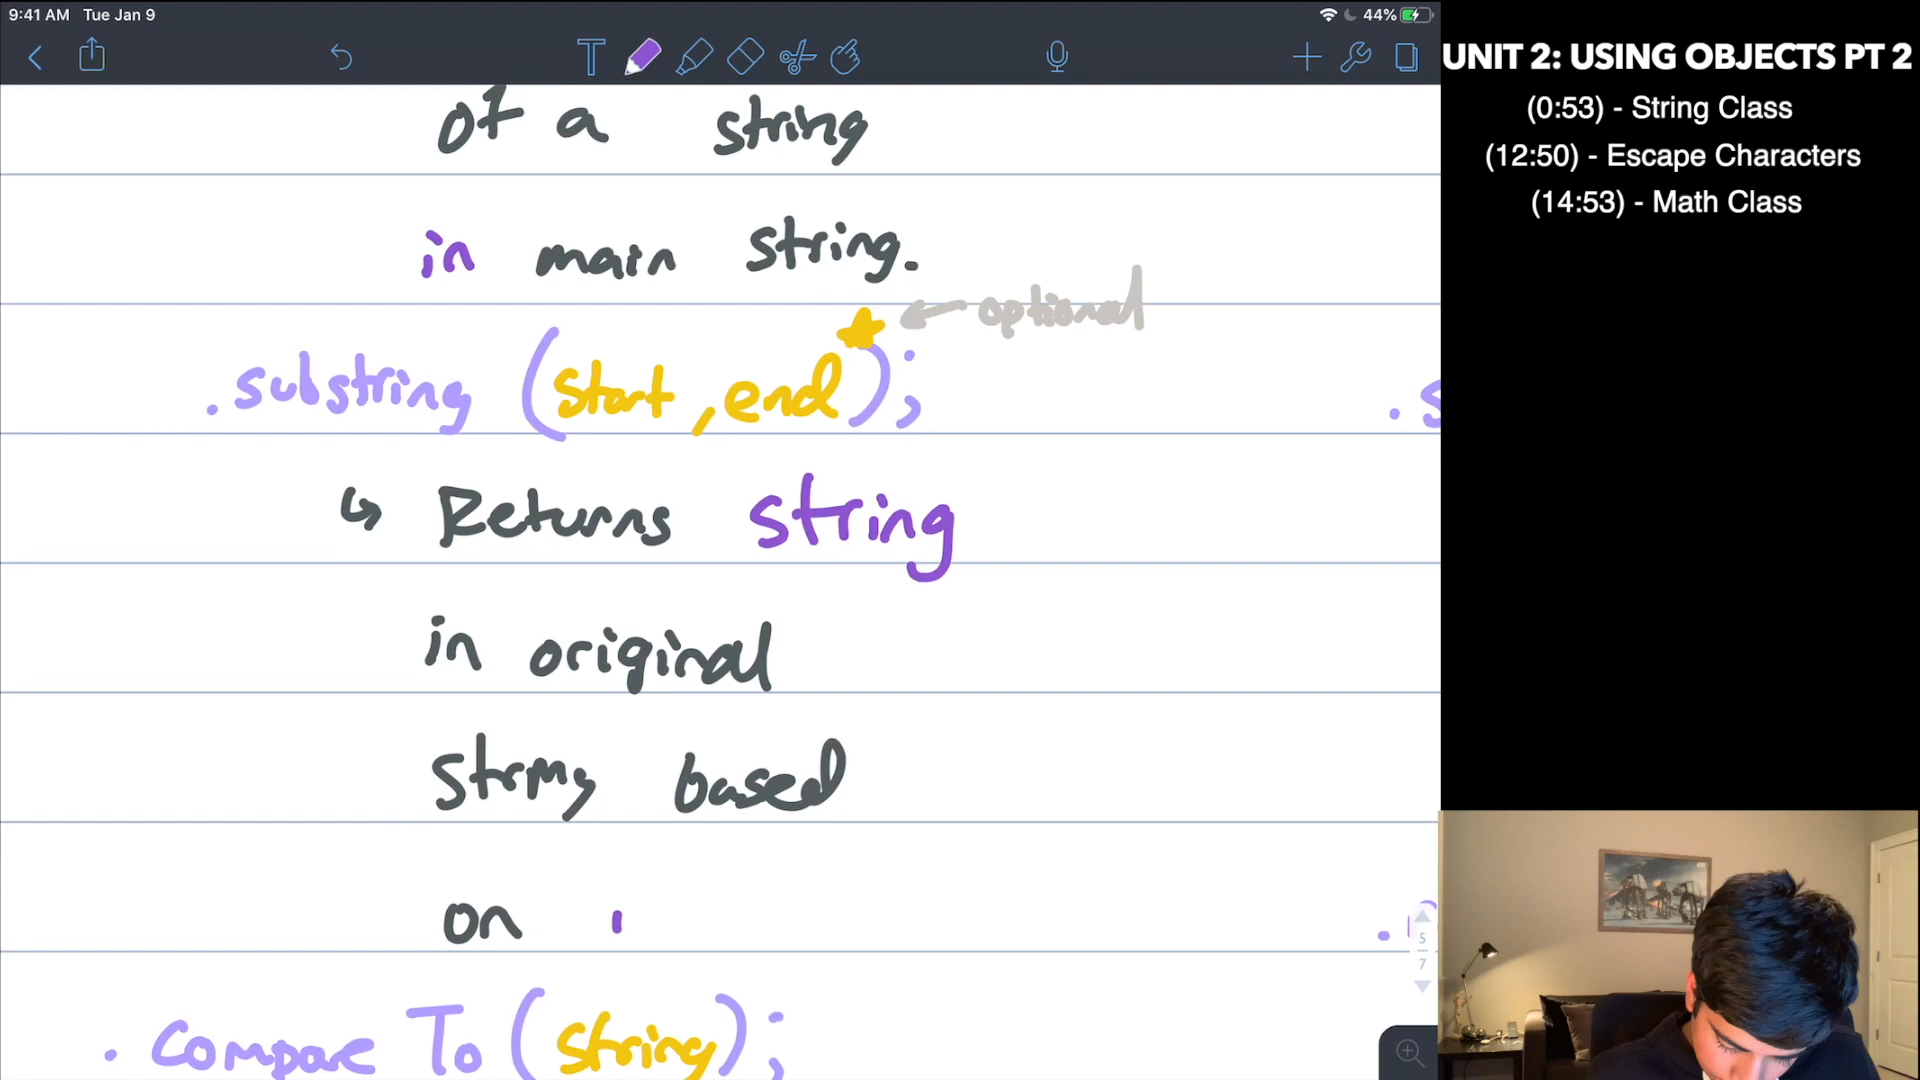 9:41 AM Tue Jan 9
44%
UNIT 2: USING OBJECTS PT 2
(0:53) - String Class
(12:50) - Escape Characters
(14:53) - Math Class
of a string
in main string.
← optional
.substring (start, end*);
↳ Returns string
in original
string based
on
5
7
.compareTo (string);